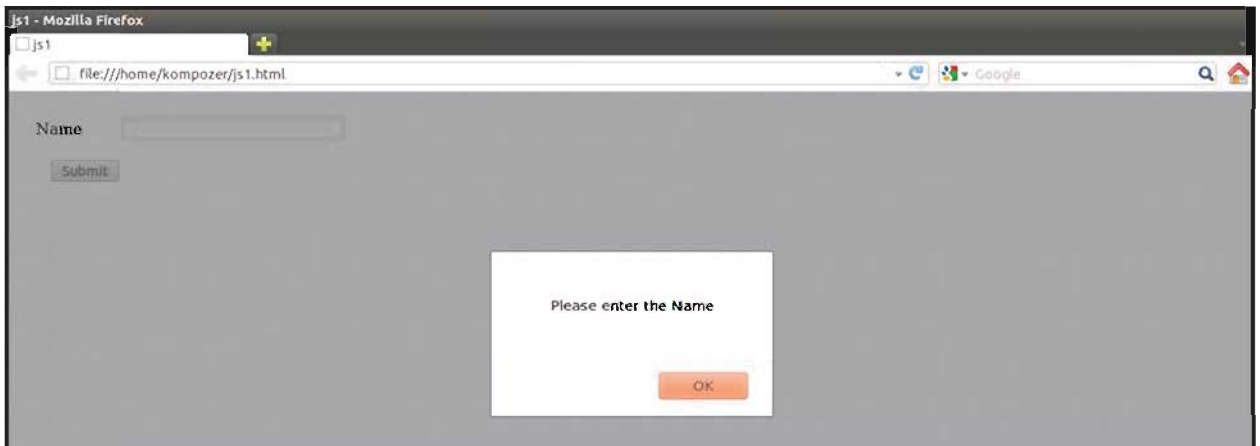 js1 - Mozilla Firefox
js1
file:///home/kompozer/js1.html
Google
Name
Submit
Please enter the Name
OK